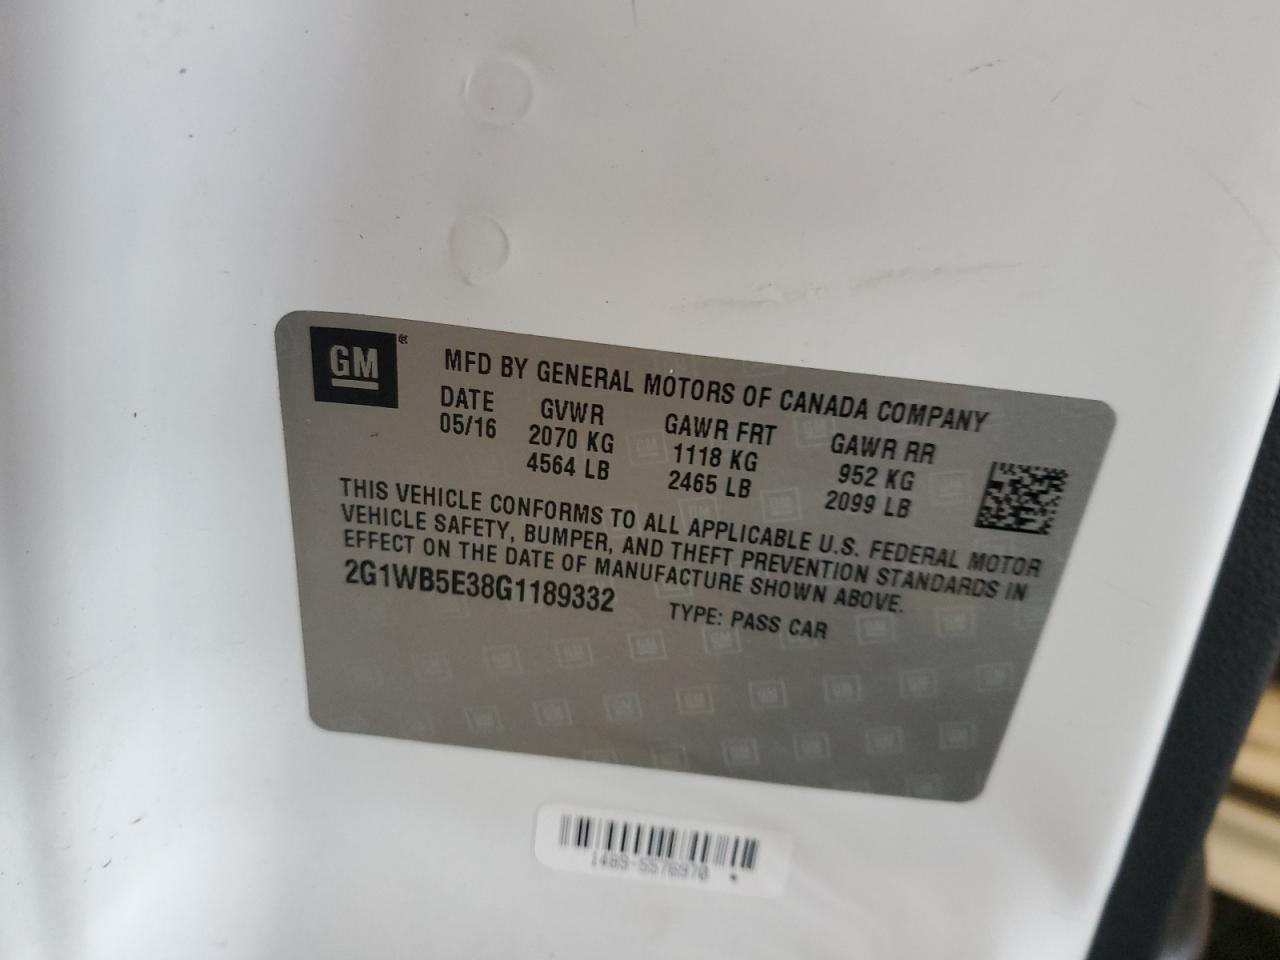 GM®
MFD BY GENERAL MOTORS OF CANADA COMPANY
DATE GVWR GAWR FRT GAWR RR
05/16 2070 KG 1118 KG 952 KG
4564 LB 2465 LB 2099 LB
THIS VEHICLE CONFORMS TO ALL APPLICABLE U.S. FEDERAL MOTOR
VEHICLE SAFETY, BUMPER, AND THEFT PREVENTION STANDARDS IN
EFFECT ON THE DATE OF MANUFACTURE SHOWN ABOVE.
2G1WB5E38G1189332 TYPE: PASS CAR